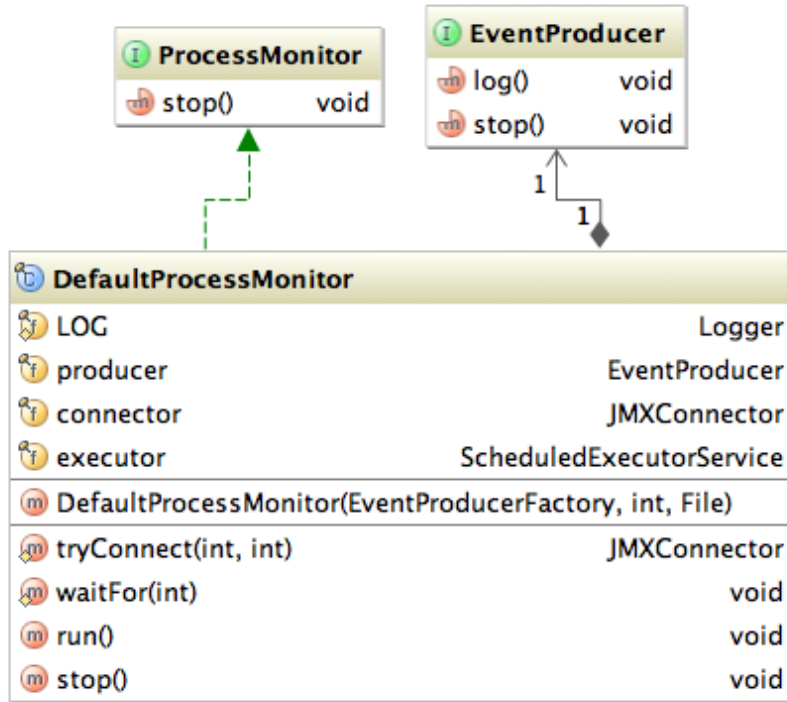 ProcessMonitor
stop() void
EventProducer
log() void
stop() void
1
1
DefaultProcessMonitor
LOG Logger
producer EventProducer
connector JMXConnector
executor ScheduledExecutorService
DefaultProcessMonitor(EventProducerFactory, int, File)
tryConnect(int, int) JMXConnector
waitFor(int) void
run() void
stop() void